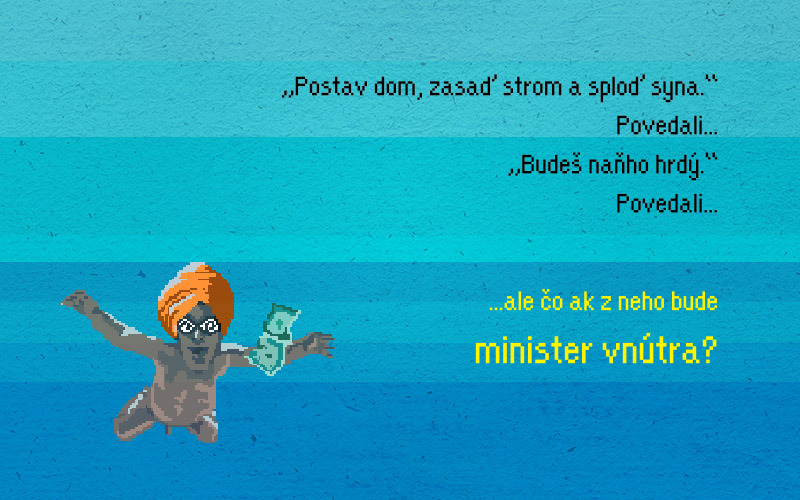 „Postav dom, zasaď strom a sploď syna.“
Povedali...
„Budeš naňho hrdý.“
Povedali...
...ale čo ak z neho bude
minister vnútra?